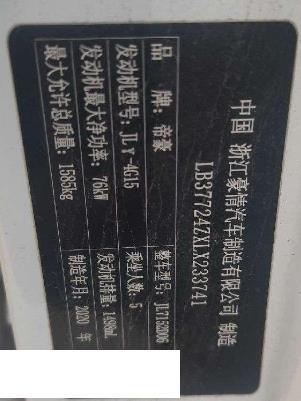 中国 浙江豪情汽车制造有限公司 制造
LB37724ZXLX233741
品 牌：帝豪 整车型号：JL7152D06
发动机型号：JLγ-4G15 乘坐人数：5
发动机最大净功率：76kW 发动机排量：1498mL
最大允许总质量：1585kg 制造年月：2020 年